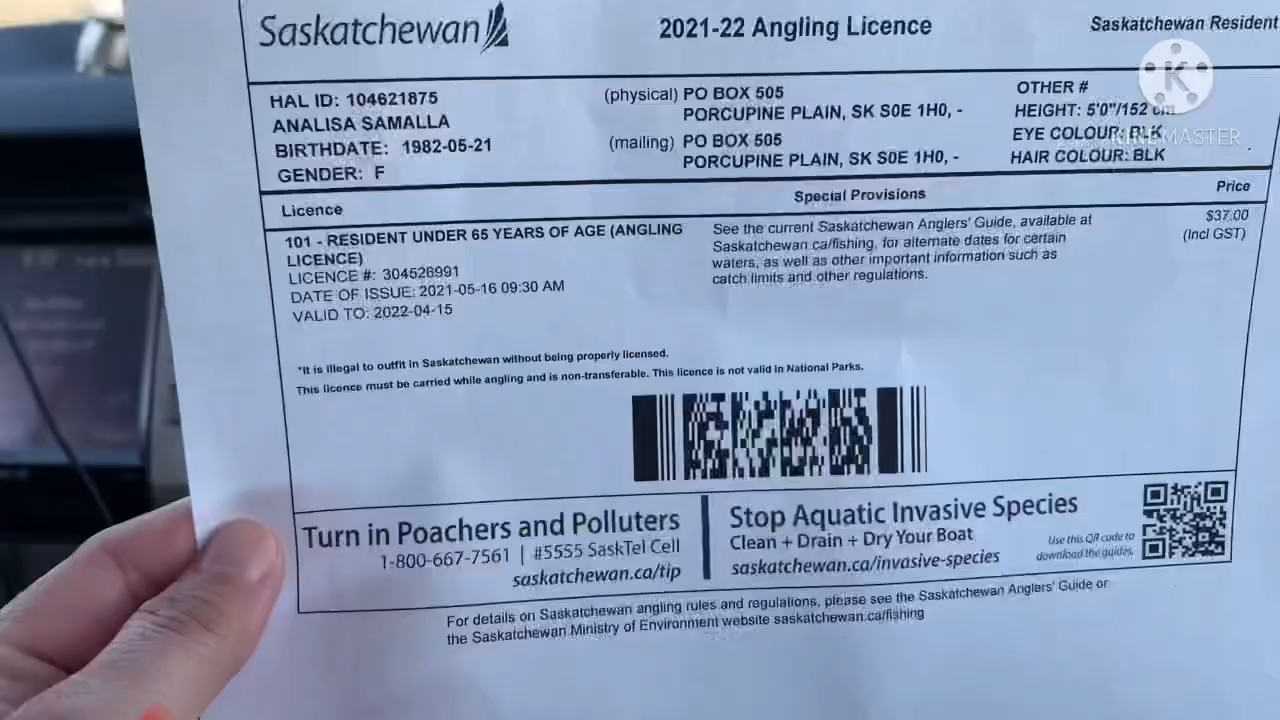 Saskatchewan
2021-22 Angling Licence
Saskatchewan Resident
HAL ID: 104621875
ANALISA SAMALLA
BIRTHDATE: 1982-05-21
GENDER: F
(physical) PO BOX 505
PORCUPINE PLAIN, SK S0E 1H0, -
(mailing) PO BOX 505
PORCUPINE PLAIN, SK S0E 1H0, -
OTHER #
HEIGHT: 5'0"/152 cm
EYE COLOUR: BLK
HAIR COLOUR: BLK
K
KINEMASTER
Licence
Special Provisions
Price
101 - RESIDENT UNDER 65 YEARS OF AGE (ANGLING
LICENCE)
LICENCE #: 304526991
DATE OF ISSUE: 2021-05-16 09:30 AM
VALID TO: 2022-04-15
See the current Saskatchewan Anglers' Guide, available at
Saskatchewan.ca/fishing, for alternate dates for certain
waters, as well as other important information such as
catch limits and other regulations.
$37.00
(Incl GST)
*It is illegal to outfit in Saskatchewan without being properly licensed.
This licence must be carried while angling and is non-transferable. This licence is not valid in National Parks.
Turn in Poachers and Polluters
1-800-667-7561 | #5555 SaskTel Cell
saskatchewan.ca/tip
Stop Aquatic Invasive Species
Clean + Drain + Dry Your Boat
saskatchewan.ca/invasive-species
Use this QR code to
download the guides.
For details on Saskatchewan angling rules and regulations, please see the Saskatchewan Anglers' Guide or
the Saskatchewan Ministry of Environment website saskatchewan.ca/fishing